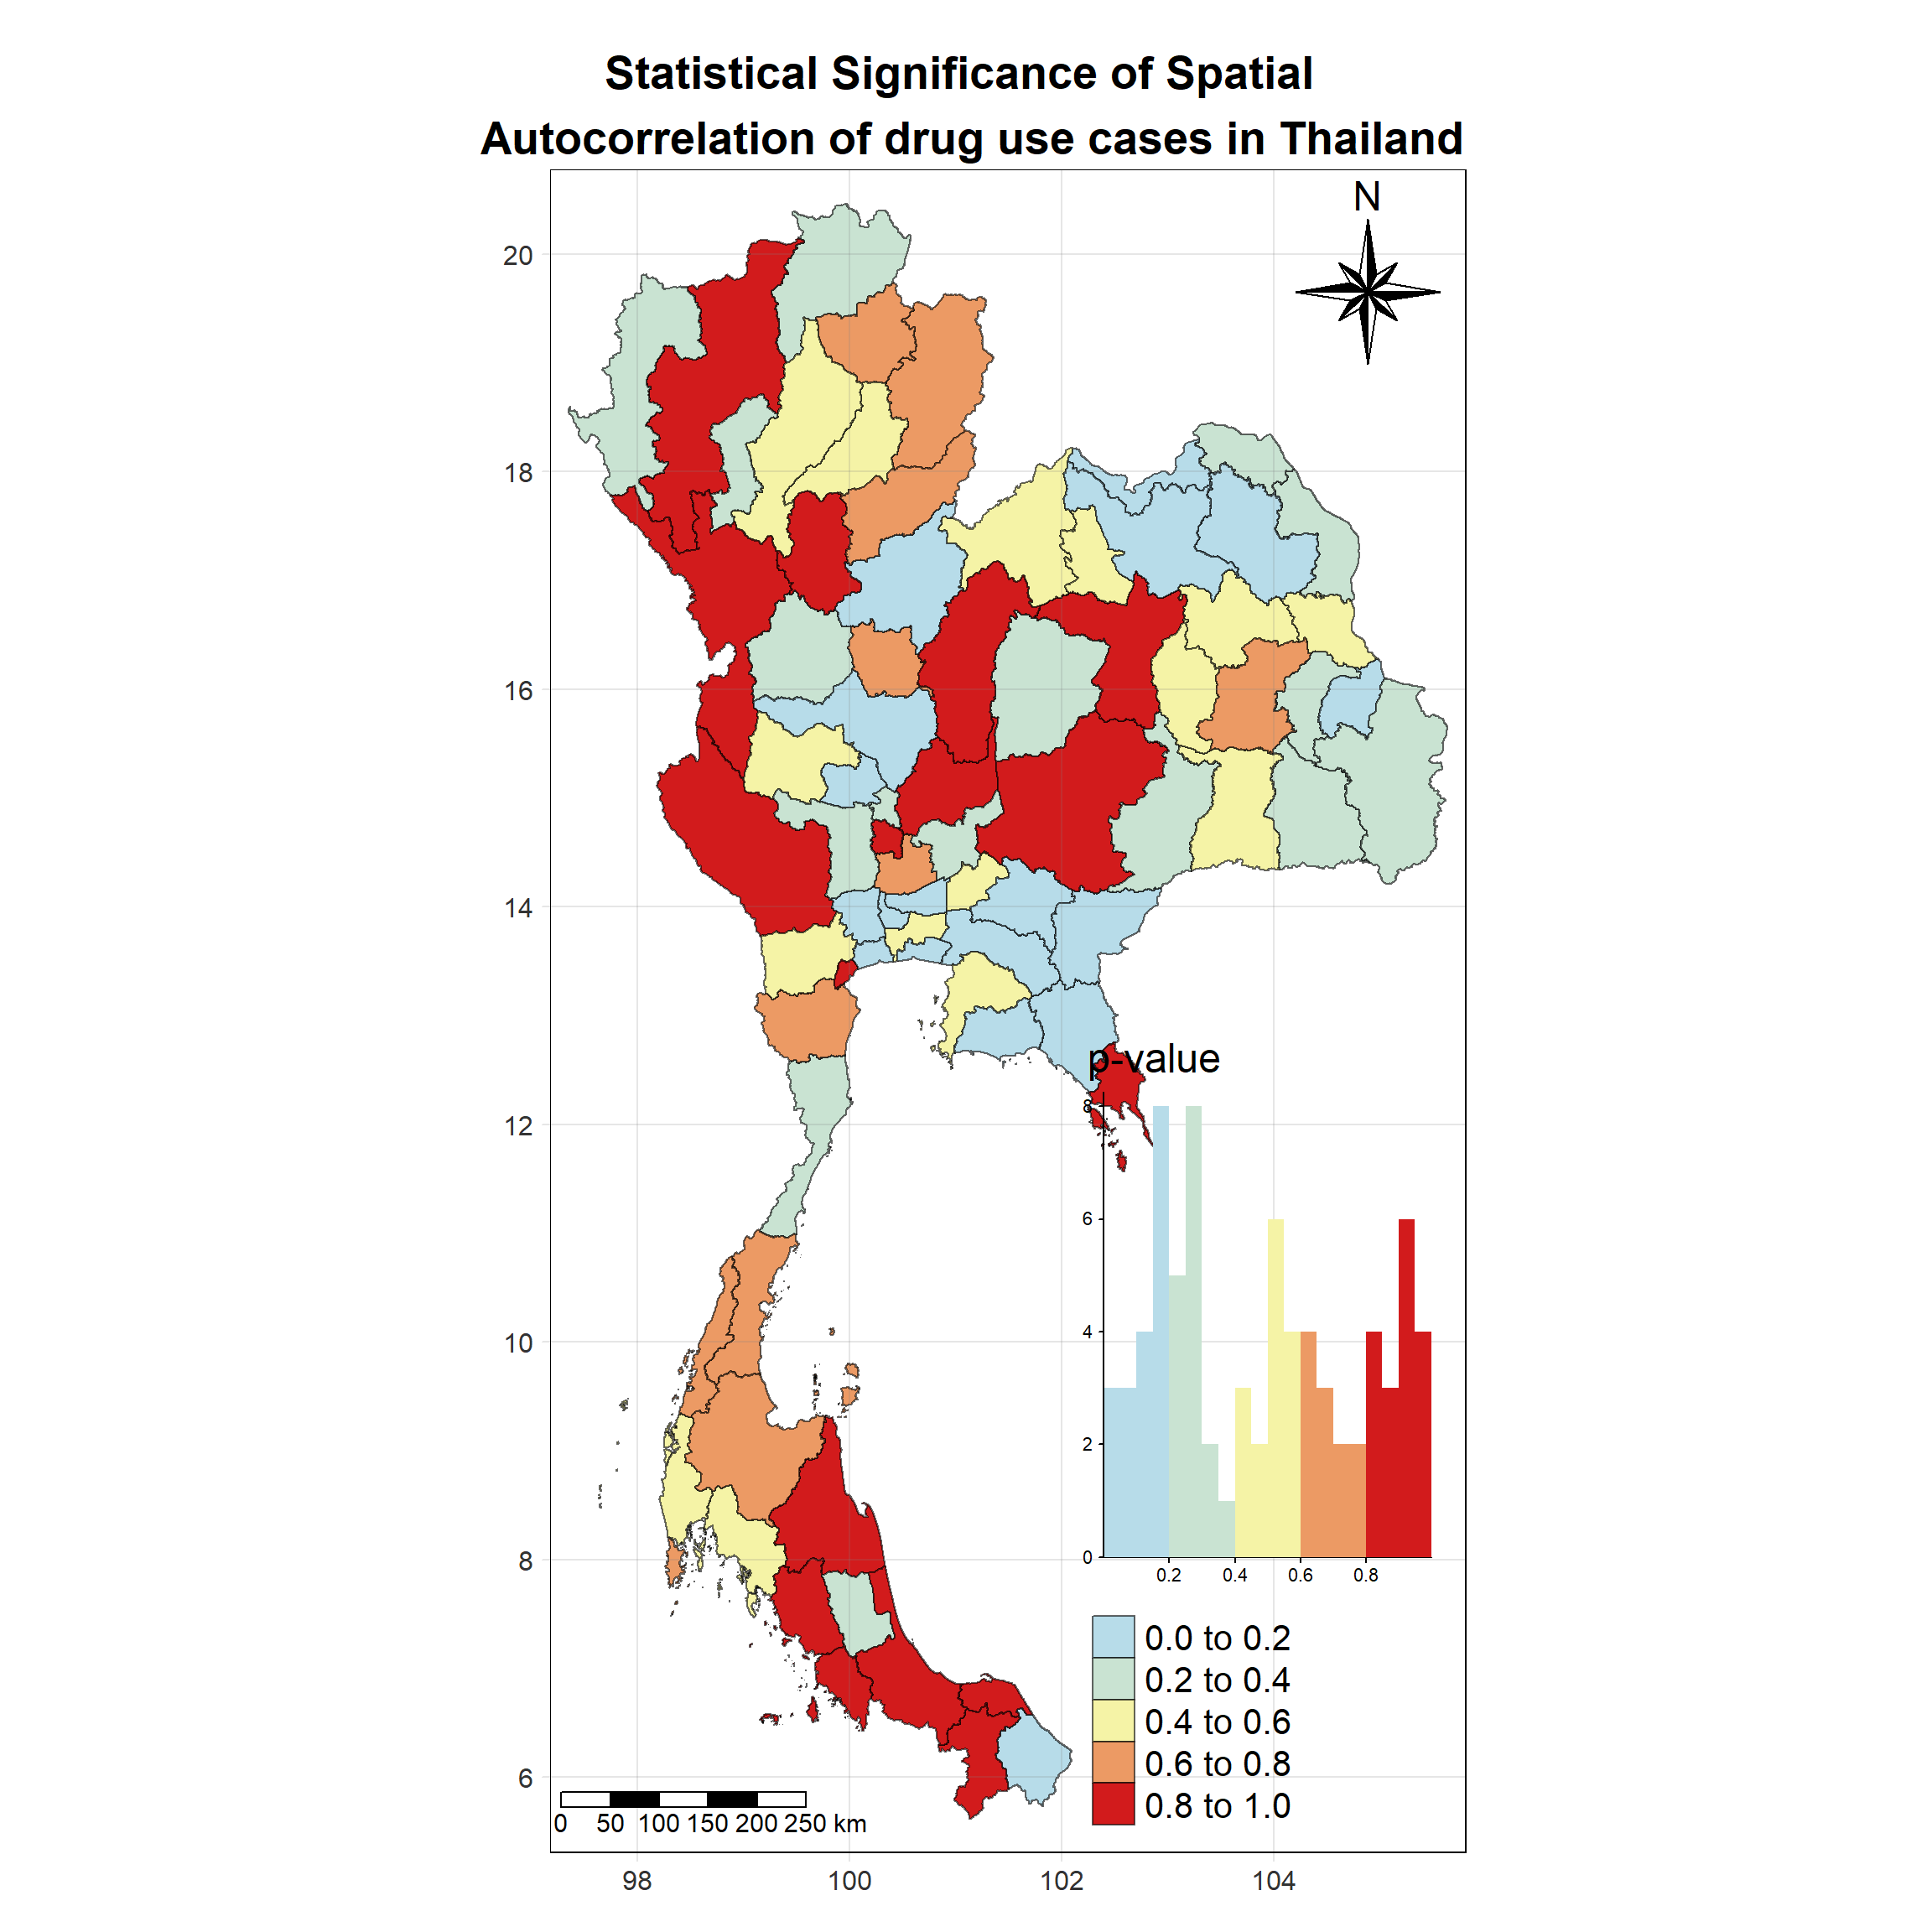 Statistical Significance of Spatial
Autocorrelation of drug use cases in Thailand
N
20
18
16
14
12
10
8
6
98
100
102
104
p-value
8
6
4
2
0
0.2
0.4
0.6
0.8
0.0 to 0.2
0.2 to 0.4
0.4 to 0.6
0.6 to 0.8
0.8 to 1.0
0 50 100 150 200 250 km